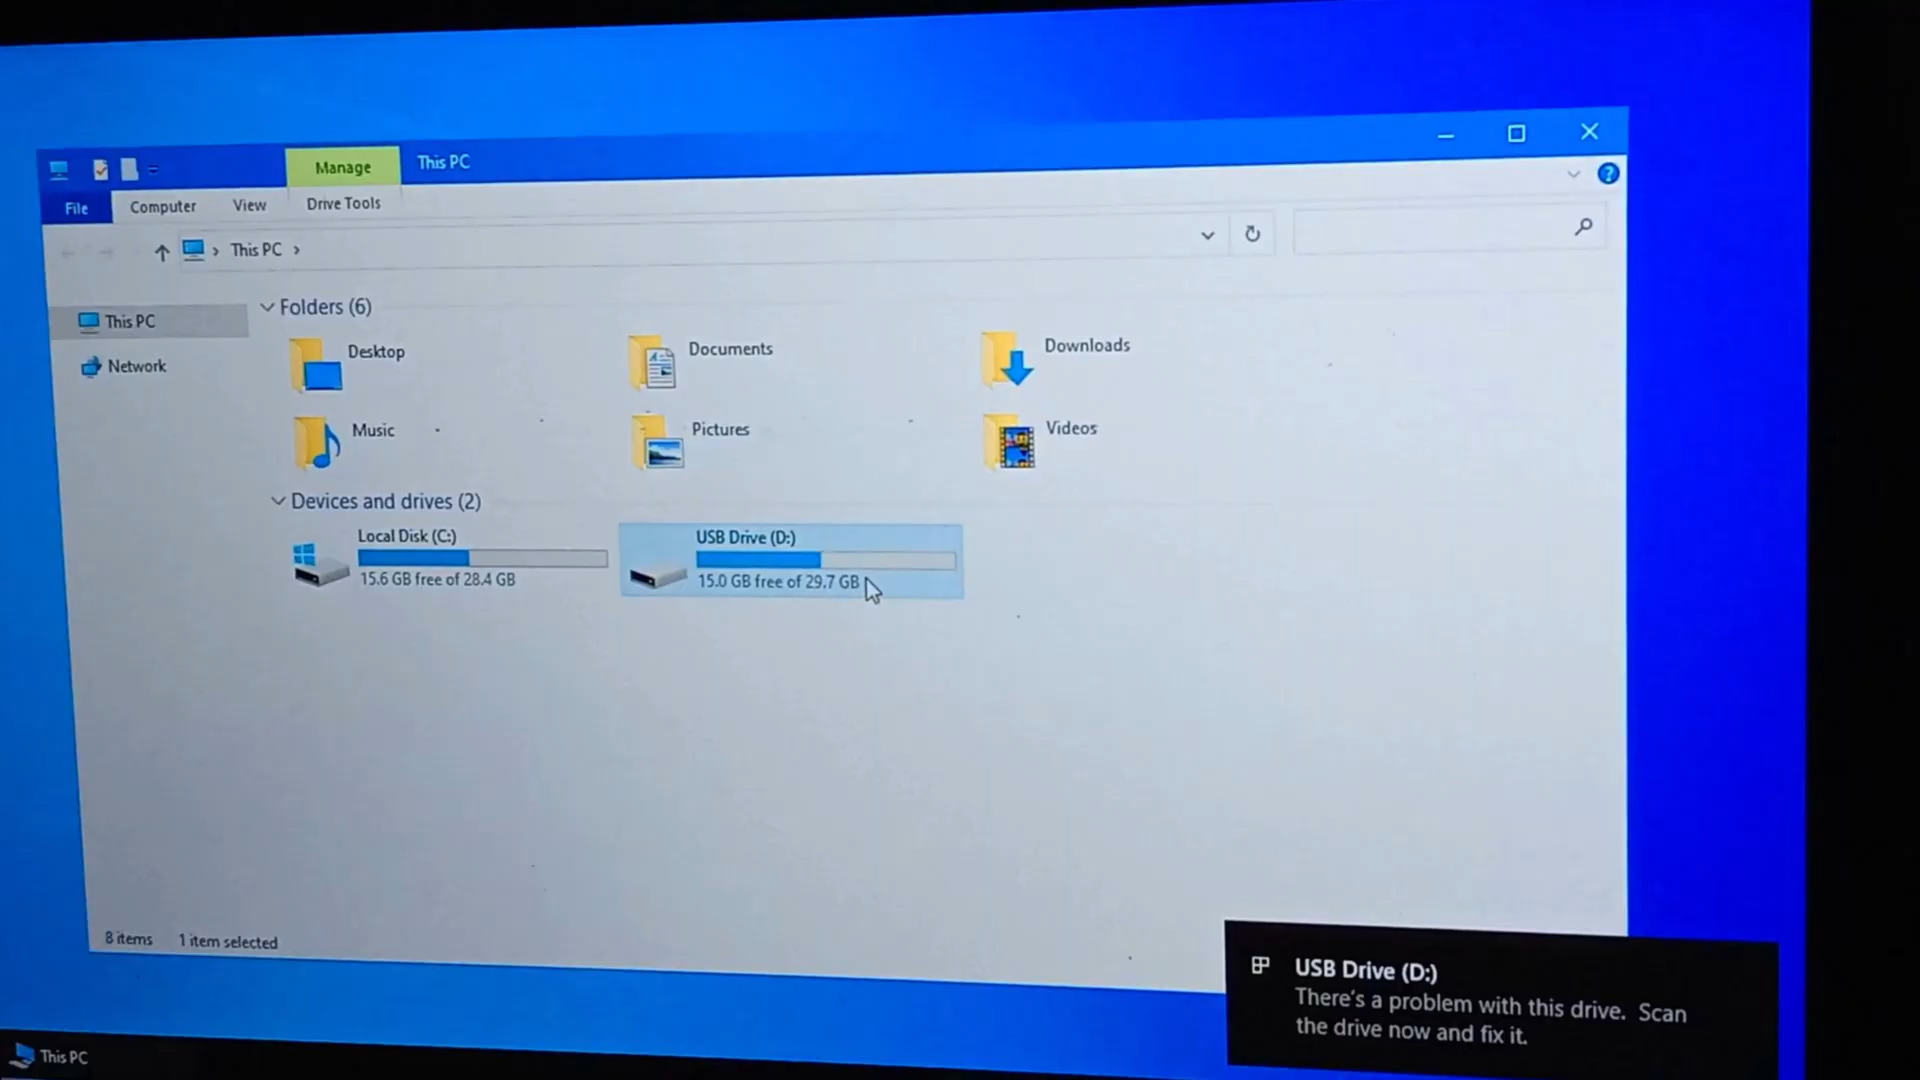 Manage
This PC
File
Computer
View
Drive Tools
This PC
This PC
Network
Folders (6)
Desktop
Documents
Downloads
Music
Pictures
Videos
Devices and drives (2)
Local Disk (C:)
15.6 GB free of 28.4 GB
USB Drive (D:)
15.0 GB free of 29.7 GB
8 items
1 item selected
USB Drive (D:)
There's a problem with this drive. Scan
the drive now and fix it.
This PC